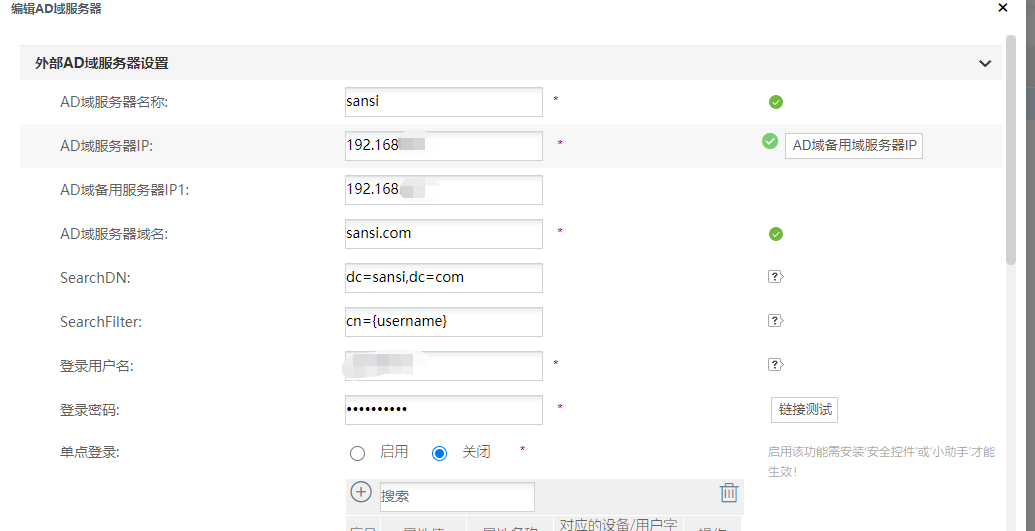 编辑AD域服务器
外部AD域服务器设置
AD域服务器名称: sansi *
AD域服务器IP: 192.168 * AD域备用域服务器IP
AD域备用服务器IP1: 192.168
AD域服务器域名: sansi.com *
SearchDN: dc=sansi,dc=com
SearchFilter: cn={username}
登录用户名: *
登录密码: •••••••••• * 链接测试
单点登录: 启用 关闭 * 启用该功能需安装'安全控件'或'小助手'才能
生效!
搜索
对应的设备/用户字